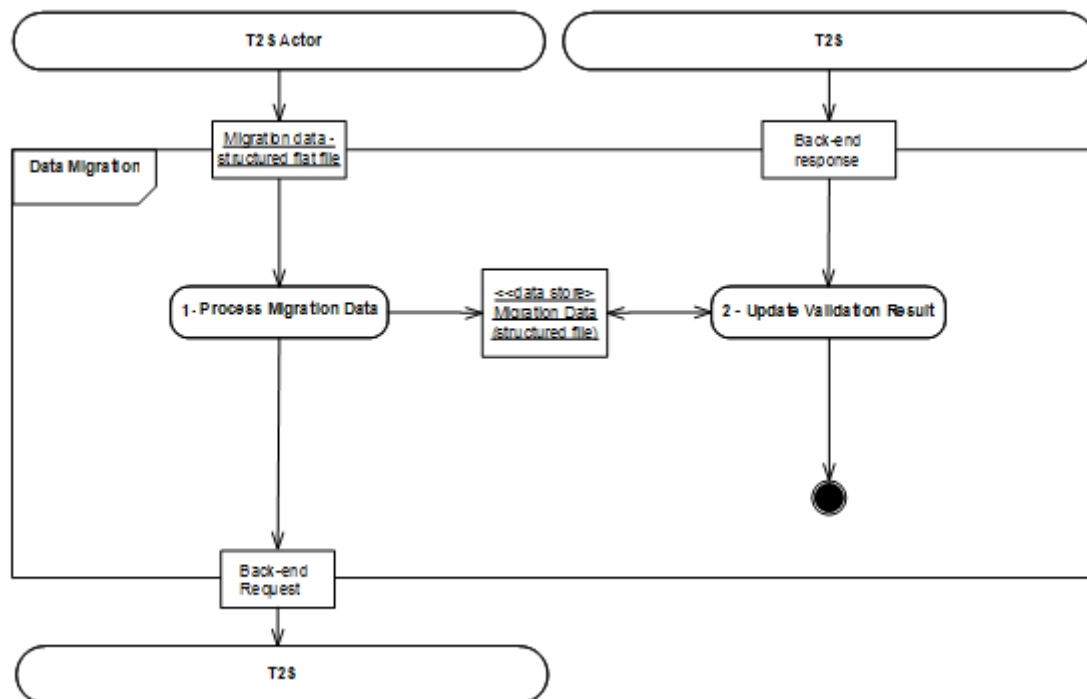 T2S Actor
T2S
Migration data -
structured flat file
Back-end
response
Data Migration
1- Process Migration Data
<<data store>
Migration Data
(structured file)
2 - Update Validation Result
Back-end
Request
T2S